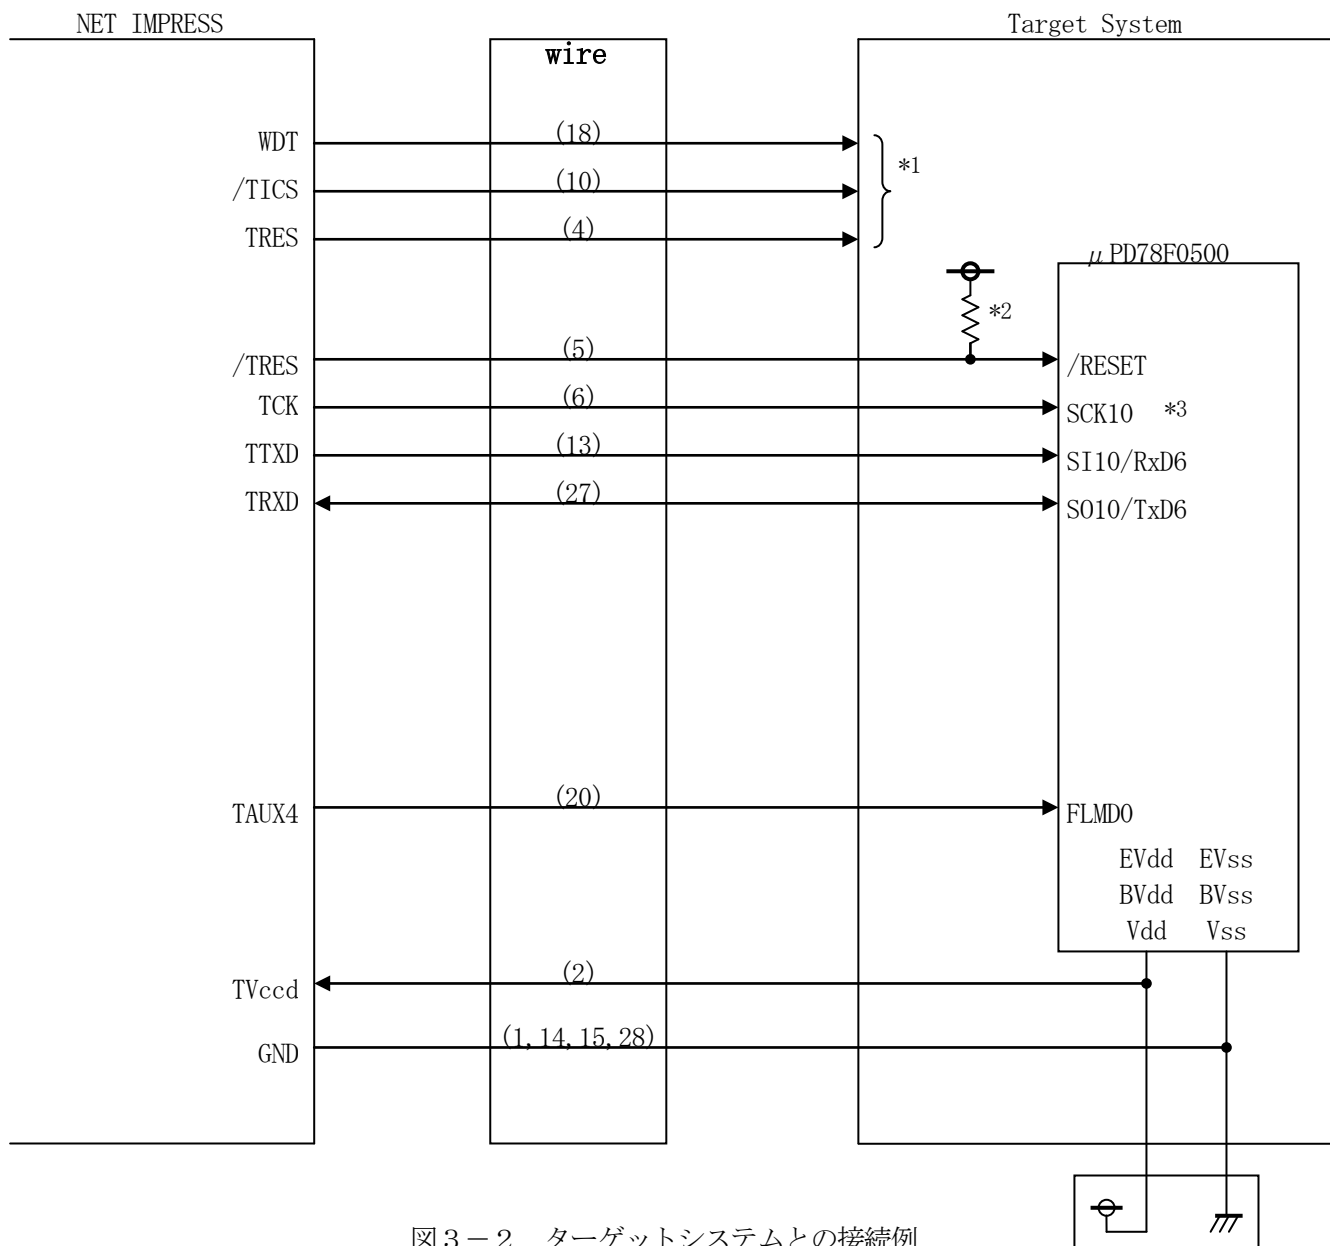 NET IMPRESS
Target System
wire
WDT (18)
*1
/TICS (10)
TRES (4)
μPD78F0500
*2
/TRES (5) /RESET
TCK (6) SCK10 *3
TTXD (13) SI10/RxD6
TRXD (27) SO10/TxD6
TAUX4 (20) FLMD0
EVdd EVss
BVdd BVss
Vdd Vss
TVccd (2)
GND (1,14,15,28)
図3-2 ターゲットシステムとの接続例